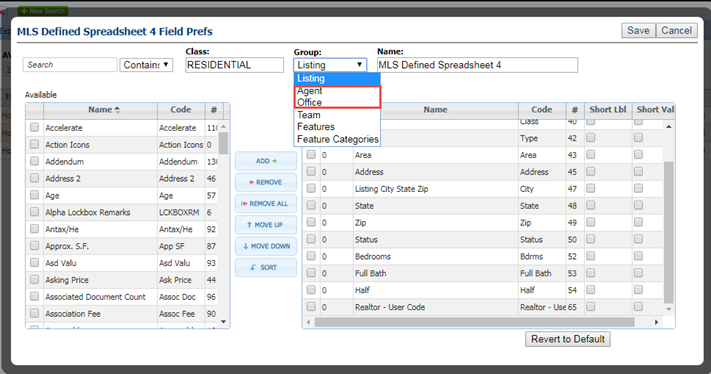 New Search
MLS Defined Spreadsheet 4 Field Prefs
Save Cancel
Class: Group: Name:
Search Contains RESIDENTIAL Listing MLS Defined Spreadsheet 4
Listing
Agent
Office
Team
Features
Feature Categories
Available
Name Code #
Accelerate Accelerate
Action Icons Action Icons 0
Addendum Addendum
Address 2 Address 2 46
Age Age 57
Alpha Lockbox Remarks LCKBOXRM 6
Antax/He Antax/He 92
Approx. S.F. App SF 87
Asd Valu Asd Valu 93
Asking Price Ask Price 44
Associated Document Count Assoc Doc 96
Association Fee Assoc Fee 90
ADD
REMOVE
REMOVE ALL
MOVE UP
MOVE DOWN
SORT
Name Code # Short Lbl Short Val
Class 40
Type 42
0 Area Area 43
0 Address Address 45
0 Listing City State Zip City 47
0 State State 48
0 Zip Zip 49
0 Status Status 50
0 Bedrooms Bdrms 52
0 Full Bath Full Bath 53
0 Half Half 54
0 Realtor - User Code Realtor - Use 65
Revert to Default